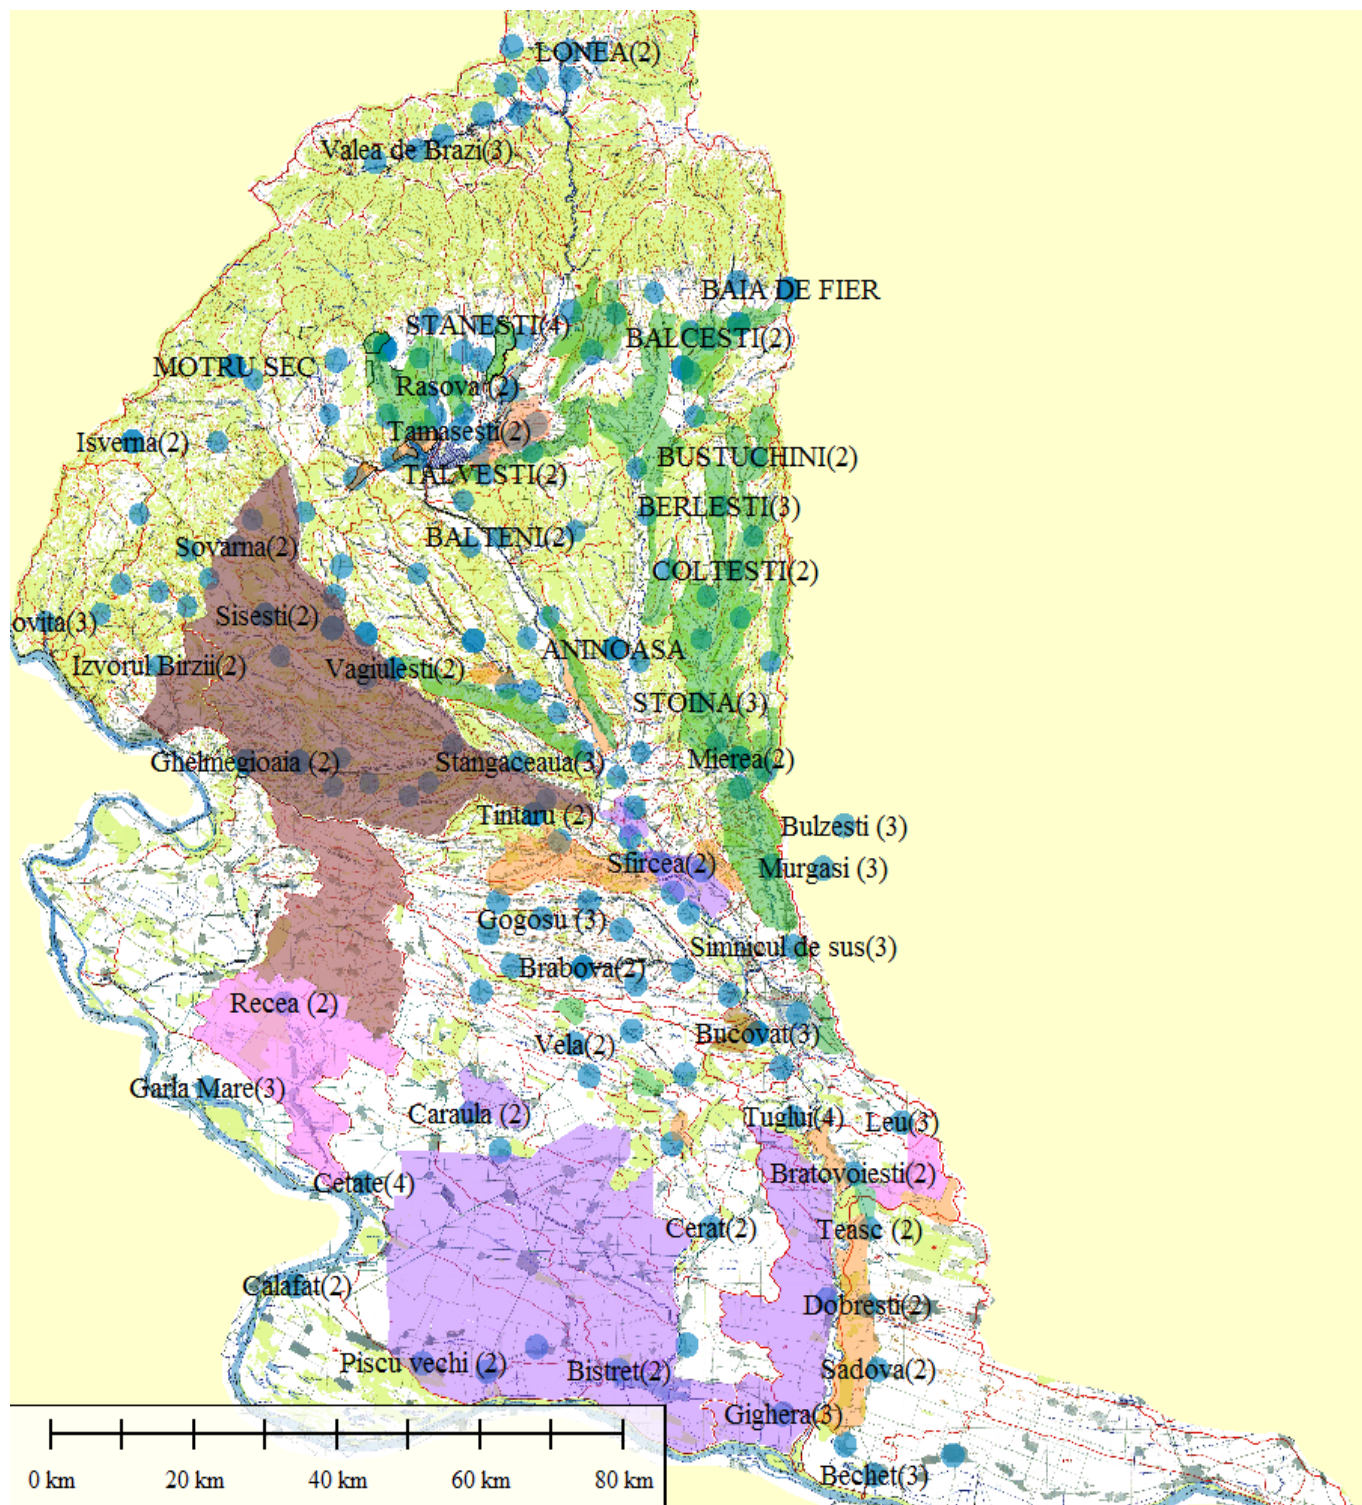 LONEA(2)
Valea de Brazi(3)
BAIA DE FIER
STANESTI(4)
BALCESTI(2)
MOTRU SEC
Rasova (2)
Tamasesti(2)
Isverna(2)
BUSTUCHINI(2)
TALVESTI(2)
BERLESTI(3)
BALTENI(2)
Sovarna(2)
COLTESTI(2)
Sisesti(2)
ovita(3)
ANINOASA
Izvorul Birzii(2)
Vagiulesti(2)
STOINA(3)
Ghelmegioaia (2)
Stangaceaua(3)
Mierea(2)
Tintaru (2)
Bulzesti (3)
Sfircea(2)
Murgasi (3)
Gogosu (3)
Simnicul de sus(3)
Brabova(2)
Recea (2)
Bucovat(3)
Vela(2)
Garla Mare(3)
Caraula (2)
Tuglui(4)
Leu(3)
Bratovoiesti(2)
Cetate(4)
Cerat(2)
Teasc (2)
Calafat(2)
Dobresti(2)
Piscu vechi (2)
Bistret(2)
Sadova(2)
Gighera(3)
Bechet(3)
0 km 20 km 40 km 60 km 80 km